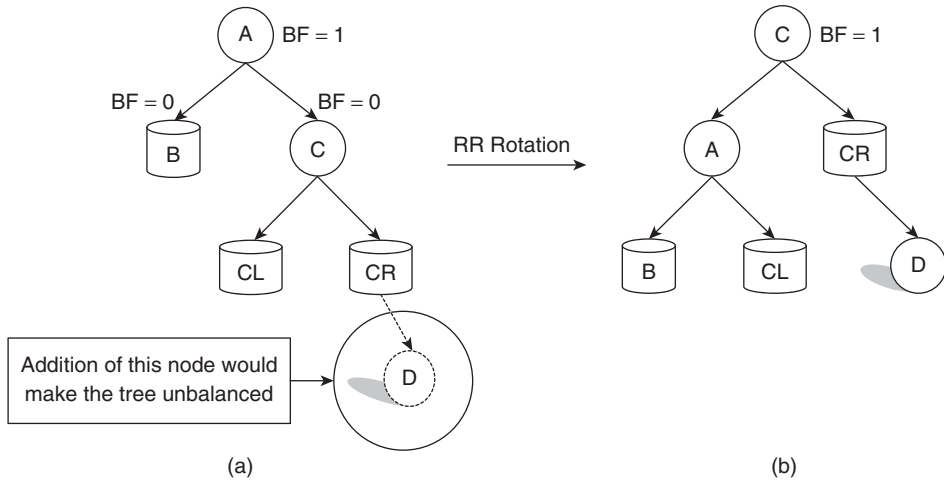 A BF = 1
BF = 0 BF = 0
B
C
CL
CR
D
Addition of this node would
make the tree unbalanced
(a)
RR Rotation
C BF = 1
A
CR
B
CL
D
(b)